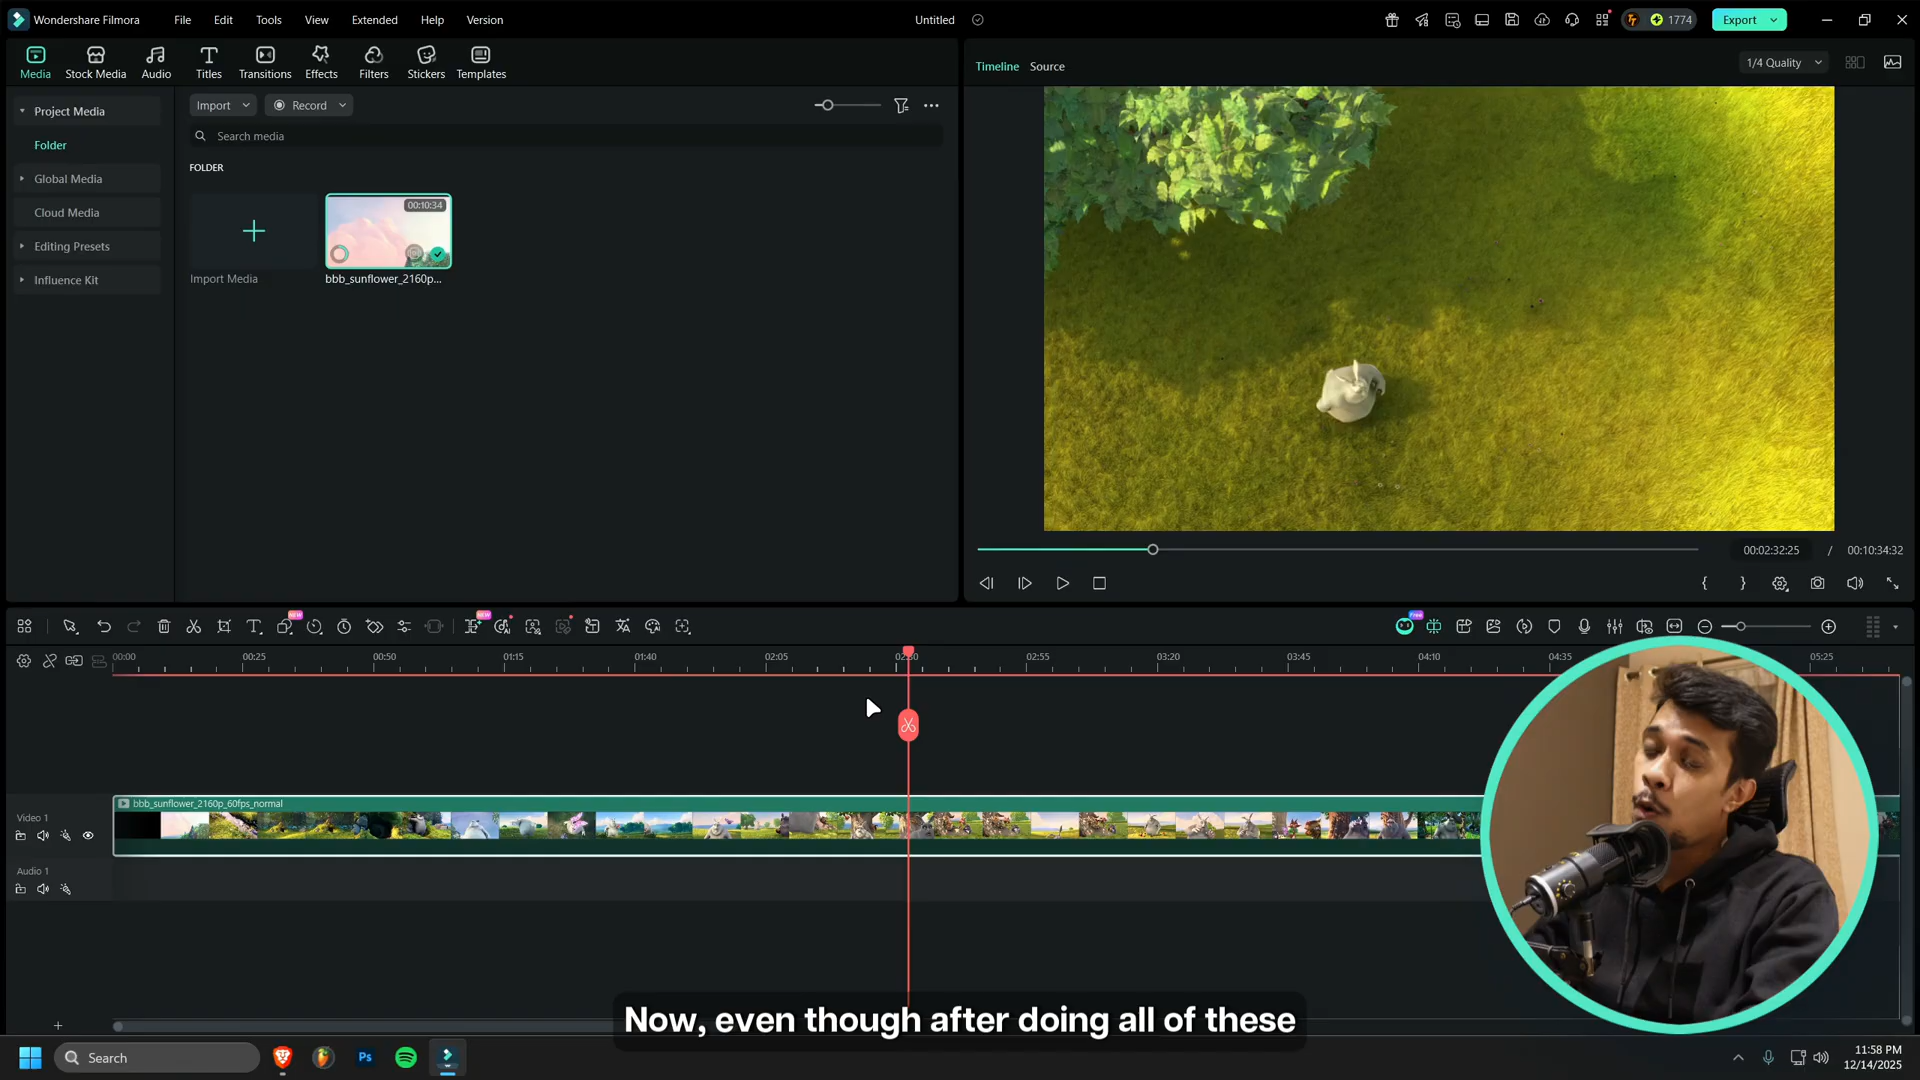 Wondershare Filmora File Edit Tools View Extended Help Version
Untitled
1774
Export
Media Stock Media Audio Titles Transitions Effects Filters Stickers Templates
Timeline Source
1/4 Quality
Project Media
Folder
Global Media
Cloud Media
Editing Presets
Influence Kit
Import
Record
Search media
FOLDER
00:10:34
Import Media
bbb_sunflower_2160p...
00:02:32:25 / 00:10:34:32
NEW
NEW
Free
00:00 00:25 00:50 01:15 01:40 02:05 02:30 02:55 03:20 03:45 04:10 04:35 05:25
bbb_sunflower_2160p_60fps_normal
Video 1
Audio 1
Now, even though after doing all of these
Search
Ps
11:58 PM
12/14/2025